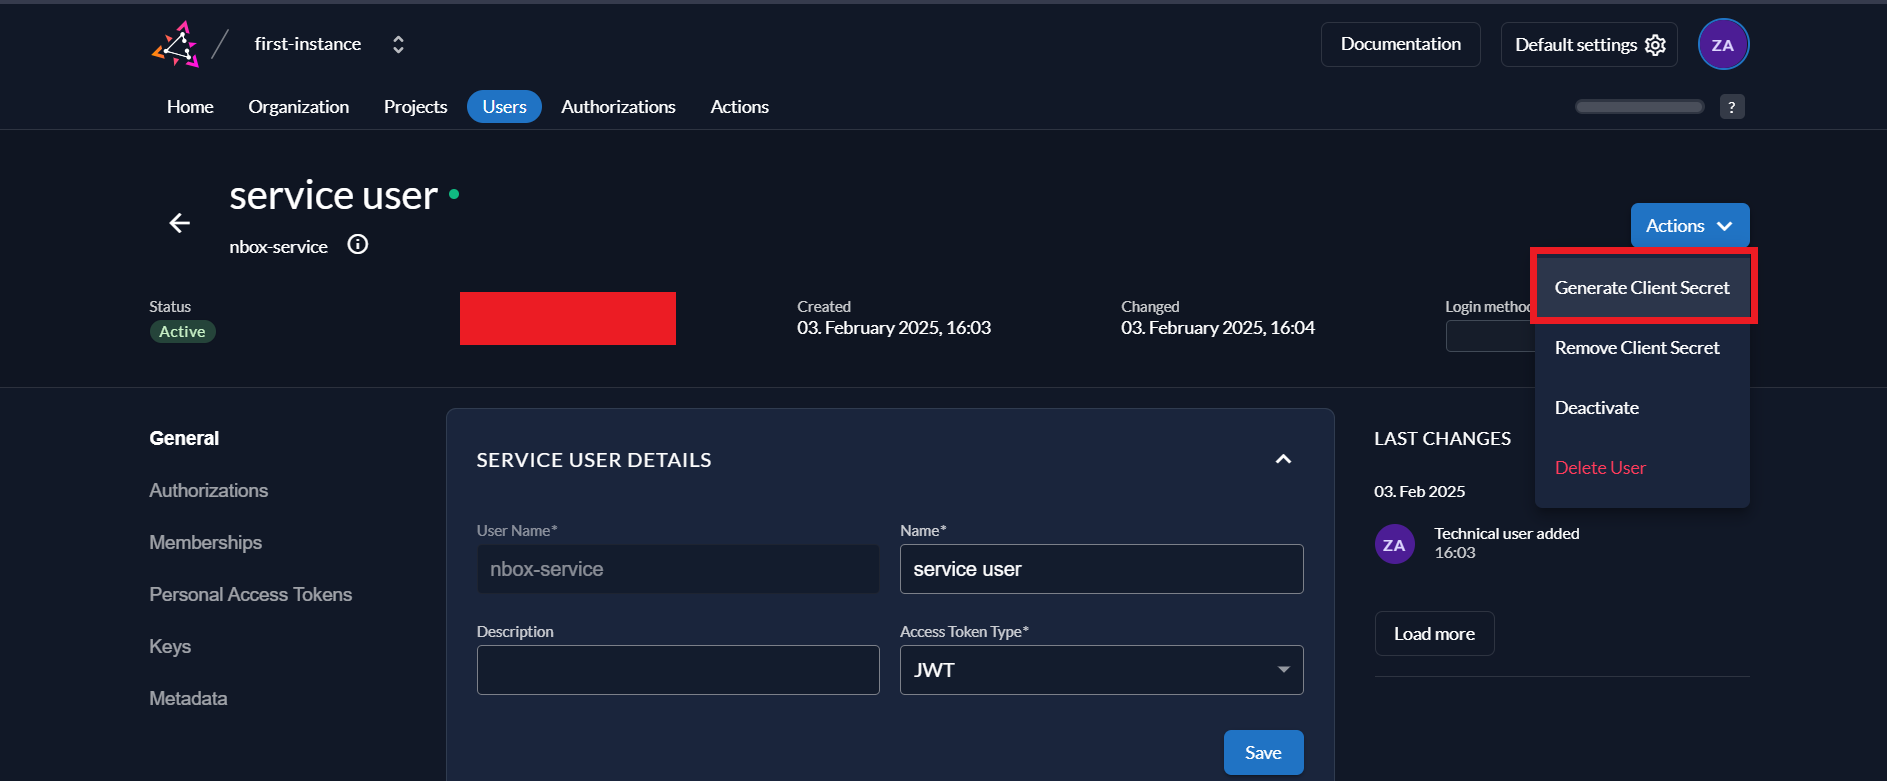 first-instance
Documentation
Default settings
ZA
Home
Organization
Projects
Users
Authorizations
Actions
?
service user
nbox-service
Actions
Generate Client Secret
Remove Client Secret
Deactivate
Delete User
Status
Active
Created
03. February 2025, 16:03
Changed
03. February 2025, 16:04
Login metho
General
Authorizations
Memberships
Personal Access Tokens
Keys
Metadata
SERVICE USER DETAILS
User Name*
nbox-service
Name*
service user
Description
Access Token Type*
JWT
Save
LAST CHANGES
03. Feb 2025
ZA
Technical user added
16:03
Load more